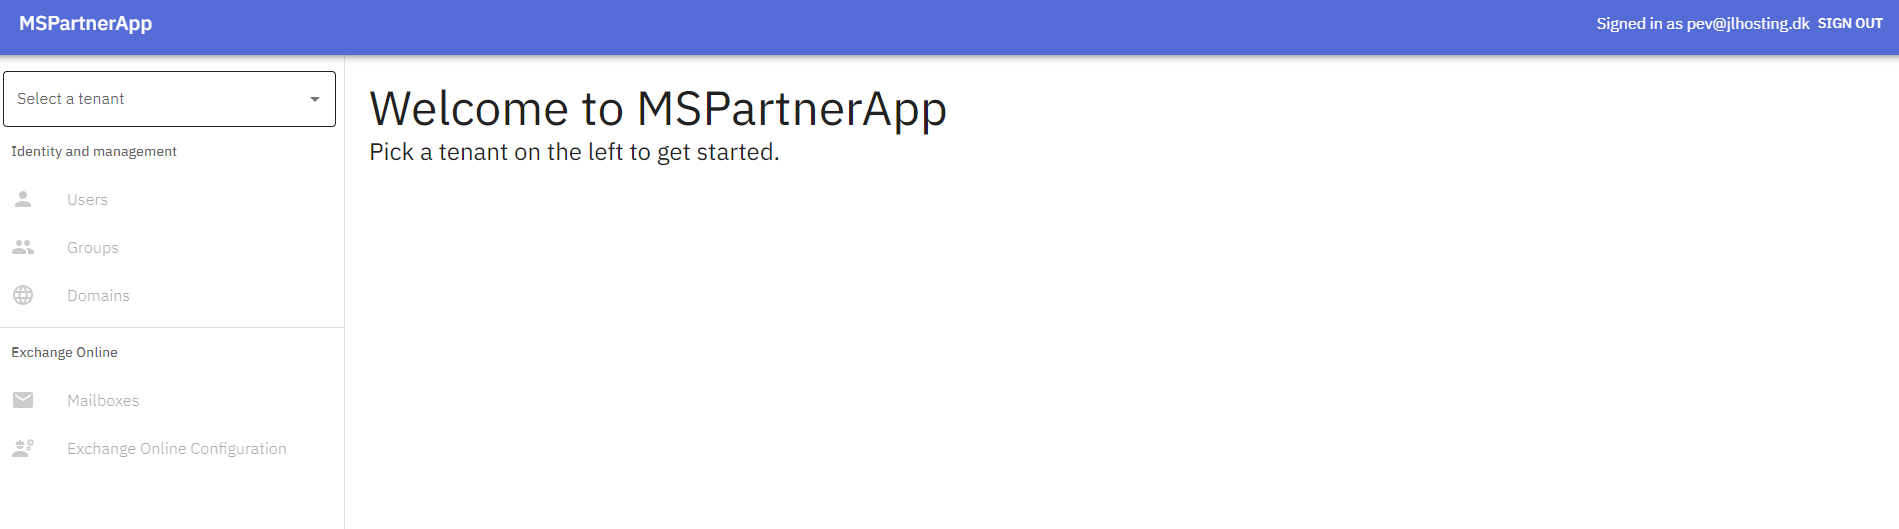 MSPartnerApp
Signed in as pev@jlhosting.dk SIGN OUT
Select a tenant
Identity and management
Users
Groups
Domains
Exchange Online
Mailboxes
Exchange Online Configuration
Welcome to MSPartnerApp
Pick a tenant on the left to get started.